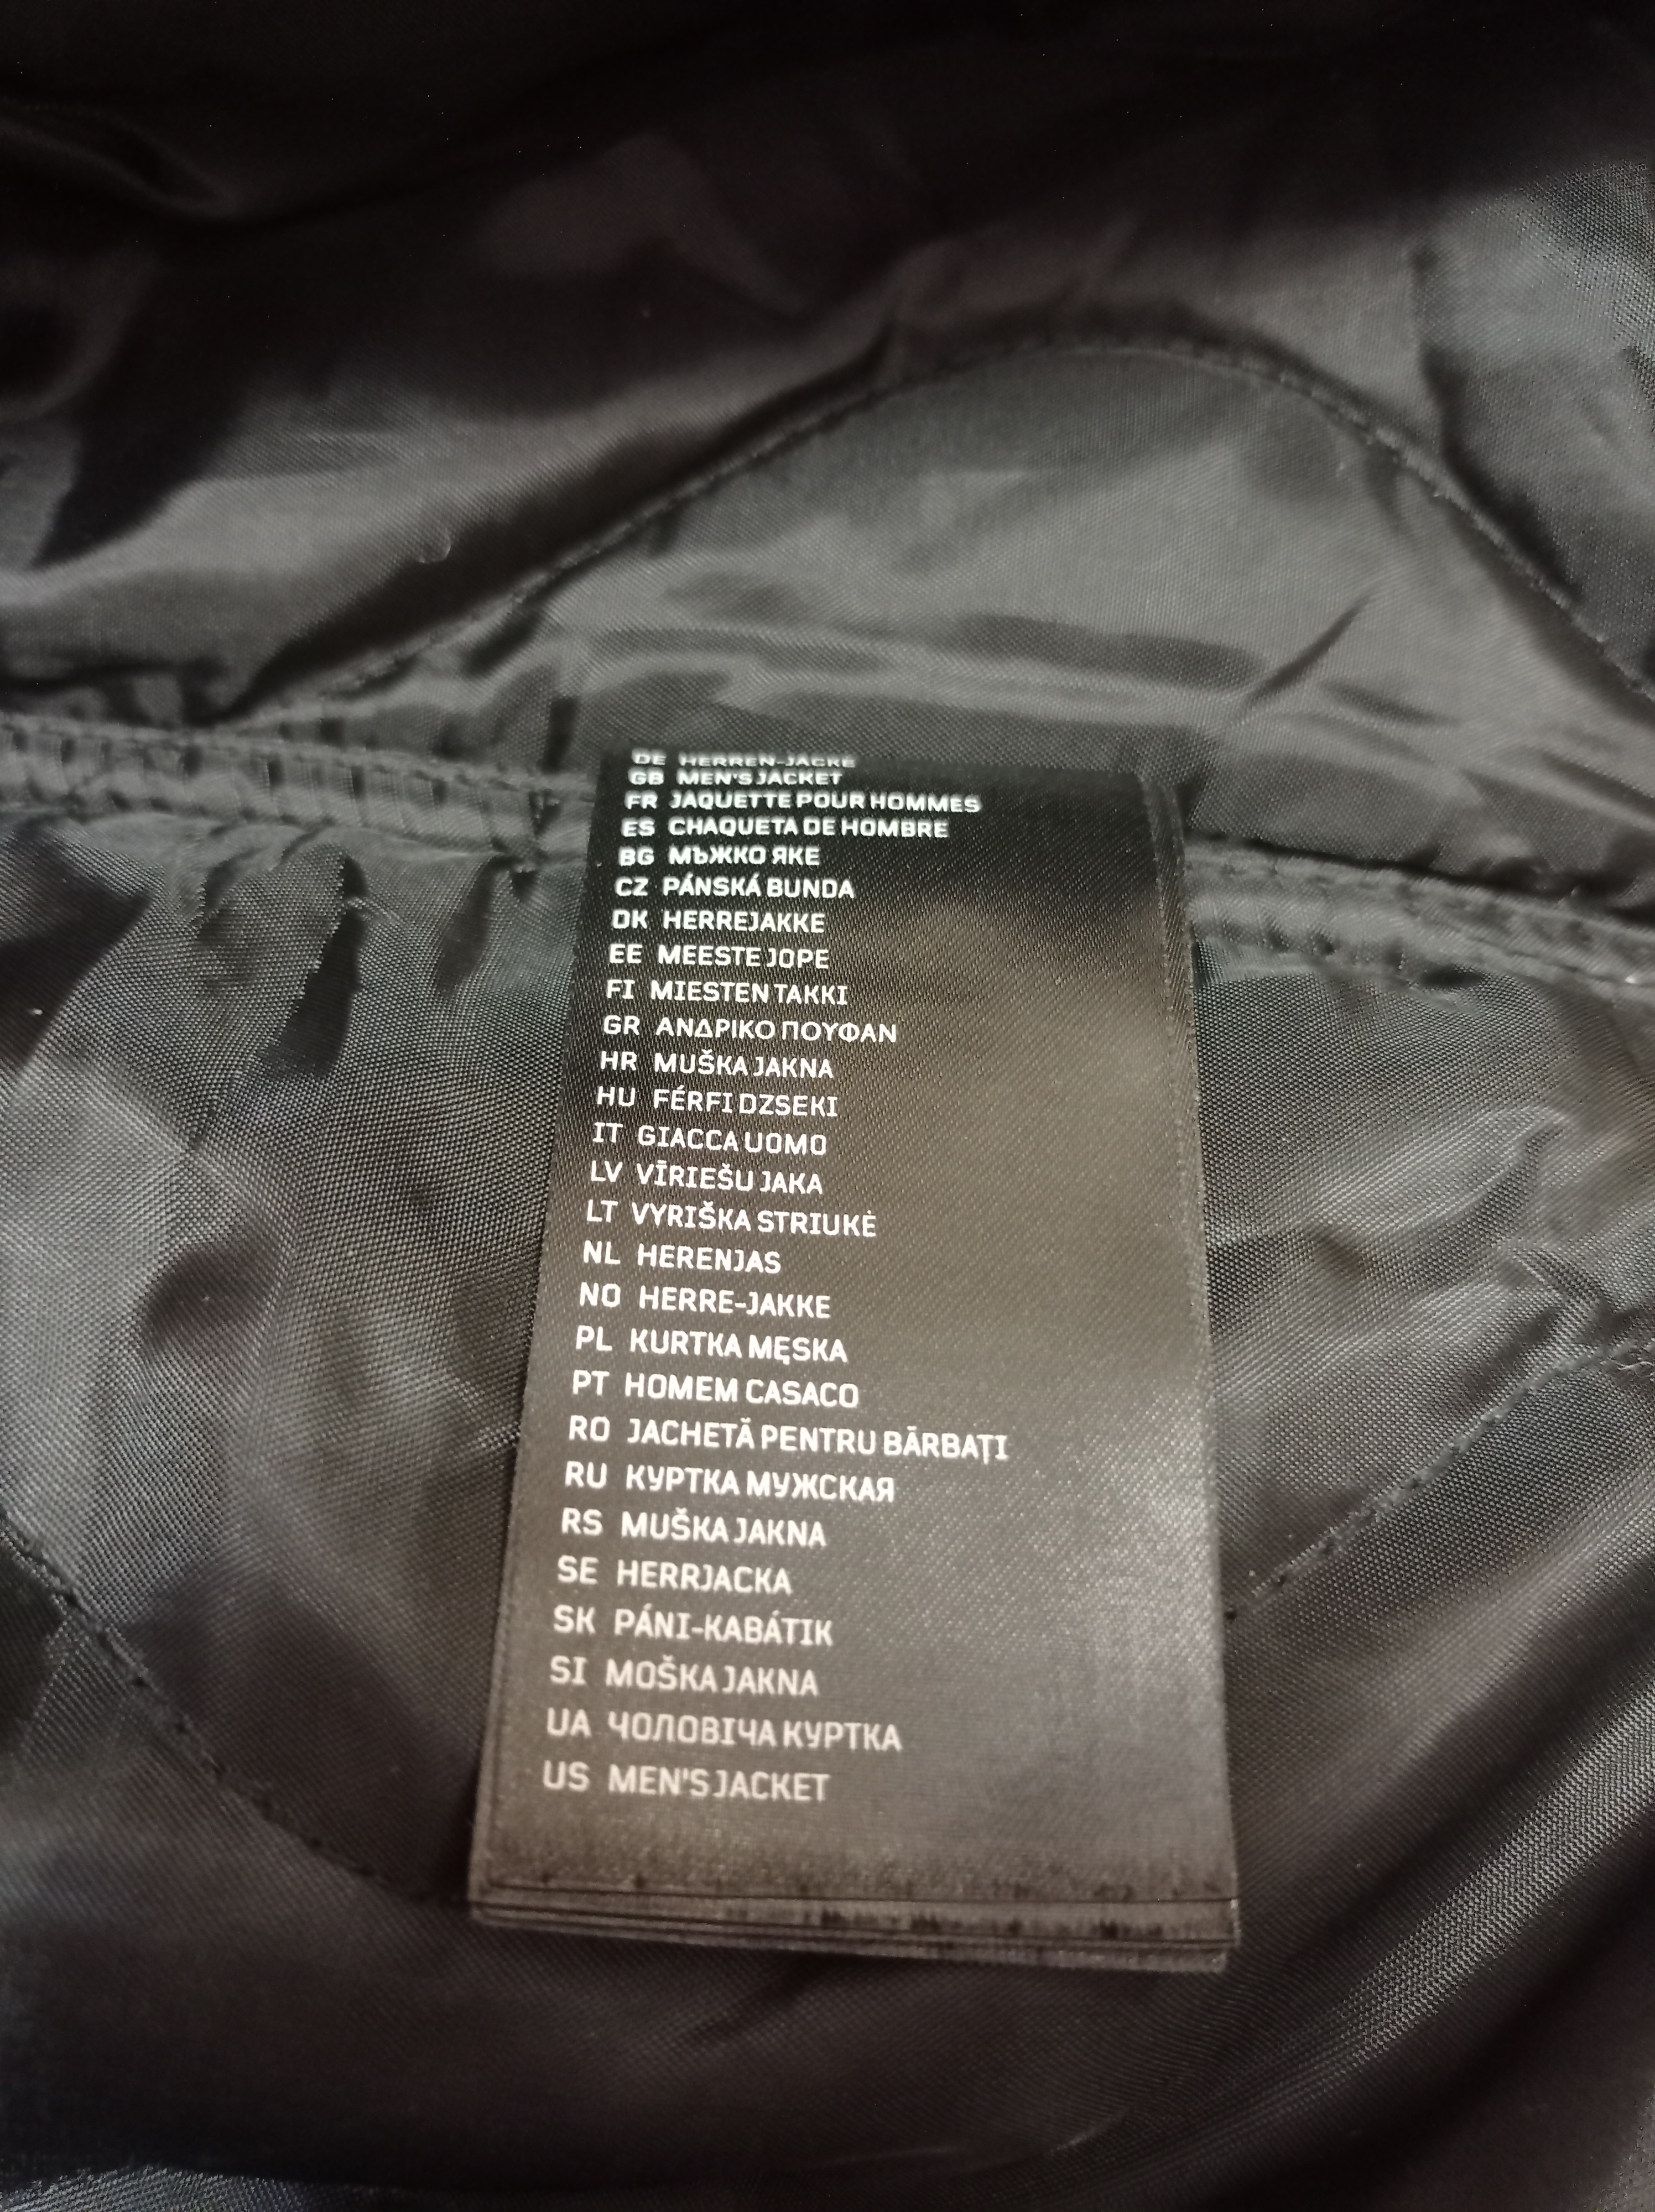 DE HERREN-JACKE
GB MEN'S JACKET
FR JAQUETTE POUR HOMMES
ES CHAQUETA DE HOMBRE
BG МЪЖКО ЯКЕ
CZ PÁNSKÁ BUNDA
DK HERREJAKKE
EE MEESTE JOPE
FI MIESTEN TAKKI
GR ΑΝΔΡΙΚΟ ΠΟΥΦΑΝ
HR MUŠKA JAKNA
HU FÉRFI DZSEKI
IT GIACCA UOMO
LV VĪRIEŠU JAKA
LT VYRIŠKA STRIUKĖ
NL HERENJAS
NO HERRE-JAKKE
PL KURTKA MĘSKA
PT HOMEM CASACO
RO JACHETĂ PENTRU BĂRBAȚI
RU КУРТКА МУЖСКАЯ
RS MUŠKA JAKNA
SE HERRJACKA
SK PÁNI-KABÁTIK
SI MOŠKA JAKNA
UA ЧОЛОВІЧА КУРТКА
US MEN'S JACKET